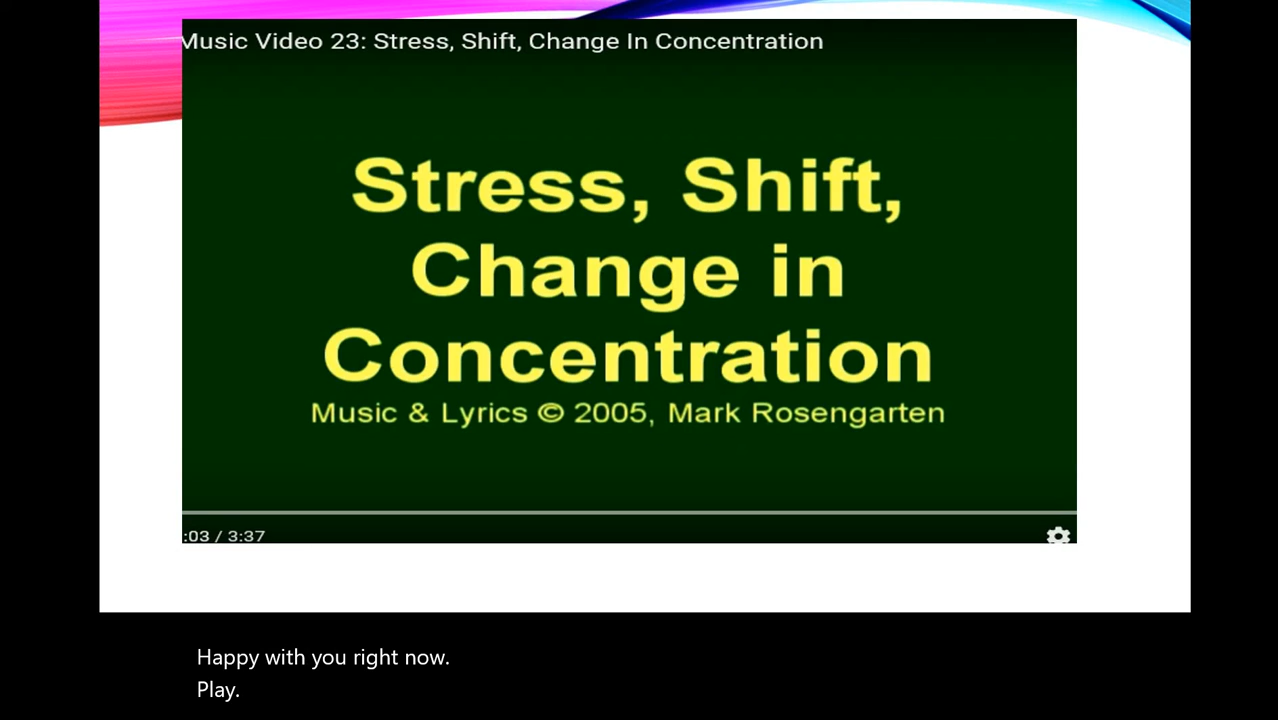 Music Video 23: Stress, Shift, Change In Concentration
Stress, Shift,
Change in
Concentration
Music & Lyrics © 2005, Mark Rosengarten
:03 / 3:37
Happy with you right now.
Play.